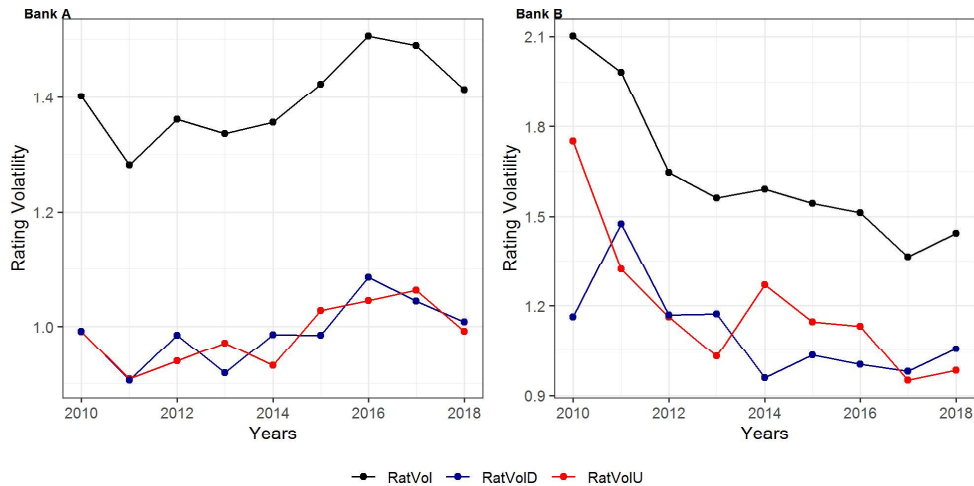 Bank A
Bank B
Rating Volatility
1.4
1.2
1.0
2010 2012 2014 2016 2018
Years
Rating Volatility
2.1
1.8
1.5
1.2
0.9
2010 2012 2014 2016 2018
Years
RatVol RatVolD RatVolU